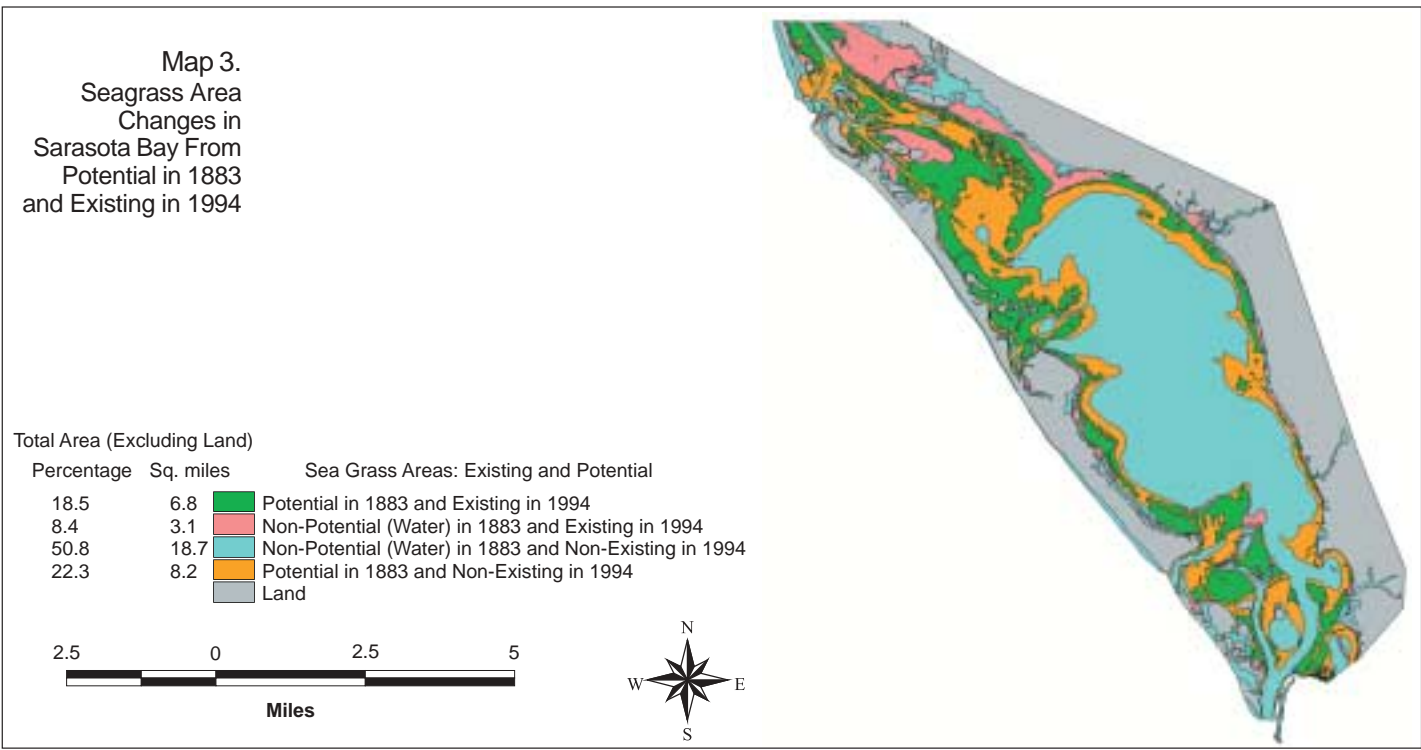 Map 3.
Seagrass Area
Changes in
Sarasota Bay From
Potential in 1883
and Existing in 1994
Total Area (Excluding Land)
Percentage Sq. miles Sea Grass Areas: Existing and Potential
18.5 6.8 Potential in 1883 and Existing in 1994
8.4 3.1 Non-Potential (Water) in 1883 and Existing in 1994
50.8 18.7 Non-Potential (Water) in 1883 and Non-Existing in 1994
22.3 8.2 Potential in 1883 and Non-Existing in 1994
Land
2.5 0 2.5 5
Miles
N
W E
S